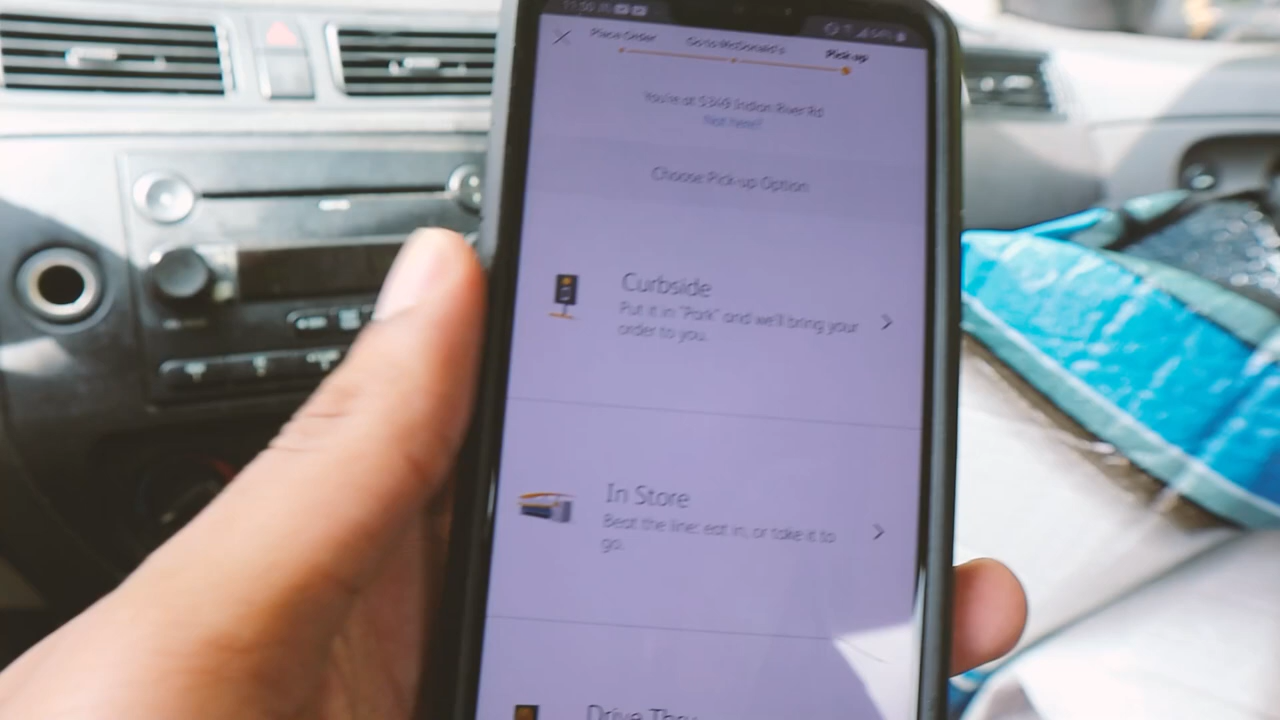 Place Order Go to McDonald's Pick-up
You're at 5349 Indian River Rd
Not here?
Choose Pick-up Option
Curbside
Put it in "Park" and we'll bring your
order to you.
In Store
Beat the line: eat in, or take it to
go.
Drive Thru